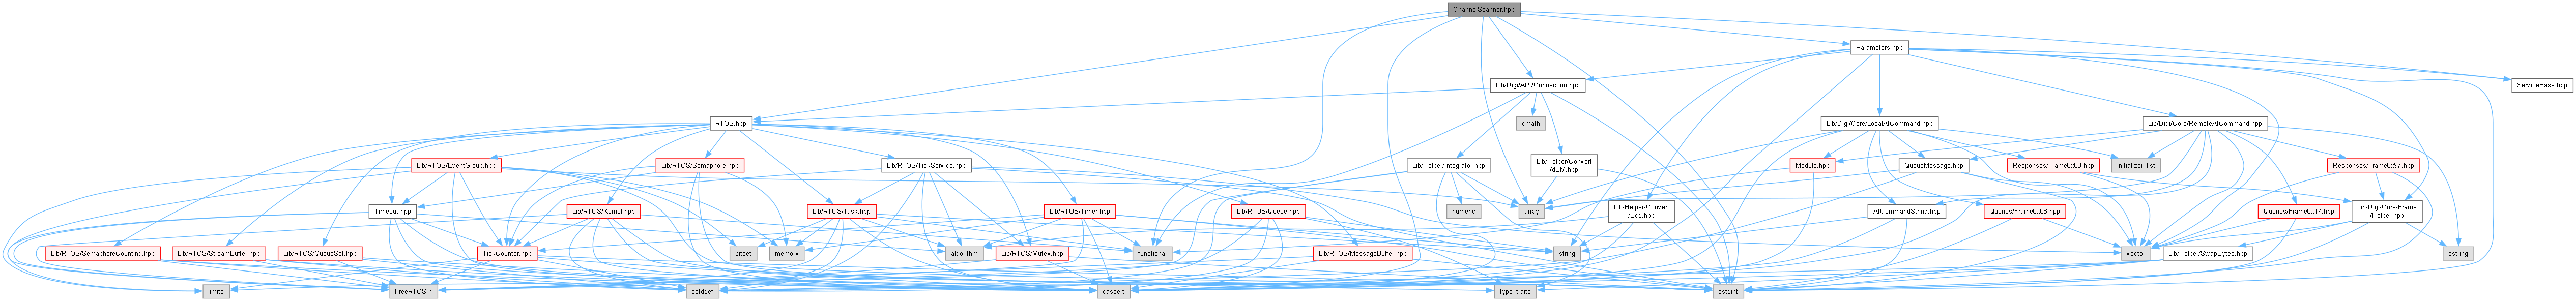 ChannelScanner.hpp
Parameters.hpp
Lib/Digi/API/Connection.hpp
ServiceBase.hpp
RTOS.hpp
cmath
Lib/Digi/Core/LocalAtCommand.hpp
Lib/Digi/Core/RemoteAtCommand.hpp
Lib/RTOS/EventGroup.hpp
Lib/RTOS/Semaphore.hpp
Lib/RTOS/TickService.hpp
Lib/Helper/Integrator.hpp
Lib/Helper/Convert
/dBM.hpp
Module.hpp
QueueMessage.hpp
Responses/Frame0x88.hpp
initializer_list
Responses/Frame0x97.hpp
Timeout.hpp
Lib/RTOS/Kernel.hpp
Lib/RTOS/Task.hpp
Lib/RTOS/Timer.hpp
Lib/RTOS/Queue.hpp
numeric
array
Lib/Helper/Convert
/Bcd.hpp
AtCommandString.hpp
Queries/Frame0x08.hpp
Queries/Frame0x17.hpp
Lib/Digi/Core/Frame
/Helper.hpp
Lib/RTOS/SemaphoreCounting.hpp
Lib/RTOS/StreamBuffer.hpp
Lib/RTOS/QueueSet.hpp
TickCounter.hpp
bitset
memory
algorithm
Lib/RTOS/Mutex.hpp
functional
string
Lib/RTOS/MessageBuffer.hpp
vector
Lib/Helper/SwapBytes.hpp
cstring
limits
FreeRTOS.h
cstddef
cassert
type_traits
cstdint